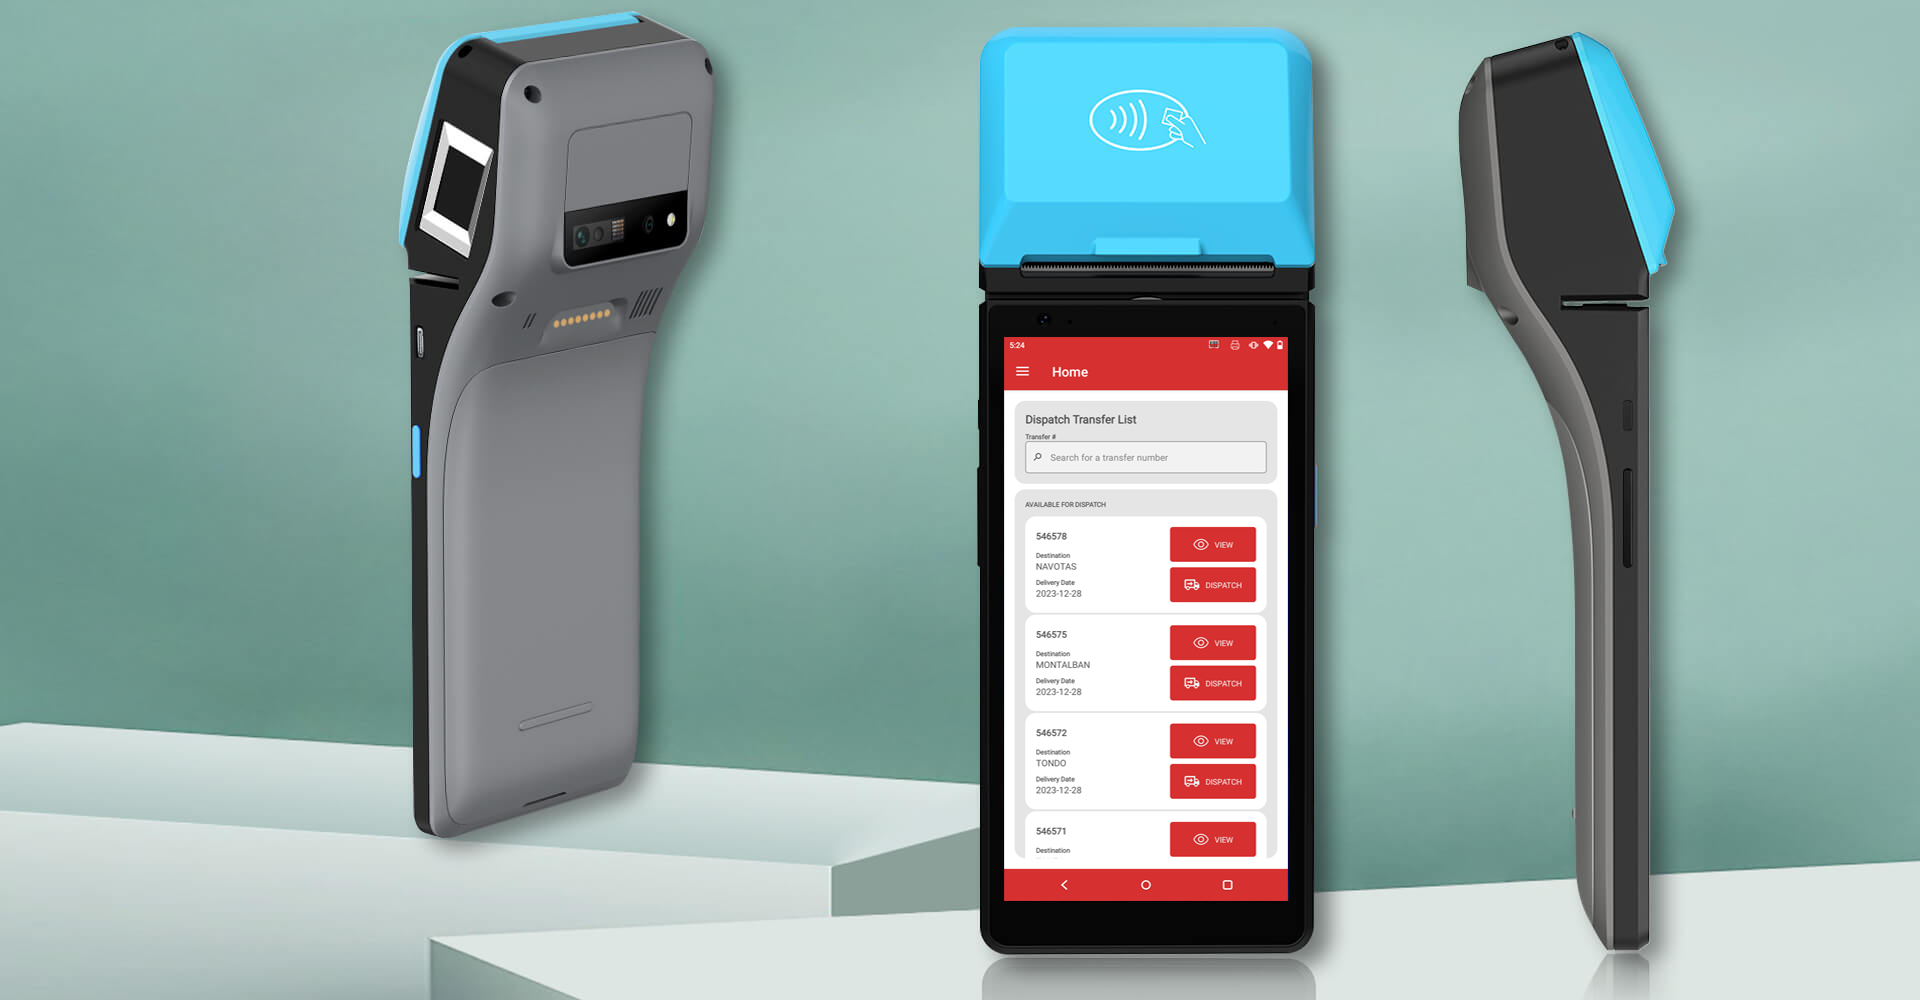 5:24
Home
Dispatch Transfer List
Transfer #
Search for a transfer number
AVAILABLE FOR DISPATCH
546578
VIEW
Destination
NAVOTAS
DISPATCH
Delivery Date
2023-12-28
546575
VIEW
Destination
MONTALBAN
DISPATCH
Delivery Date
2023-12-28
546572
VIEW
Destination
TONDO
DISPATCH
Delivery Date
2023-12-28
546571
VIEW
Destination